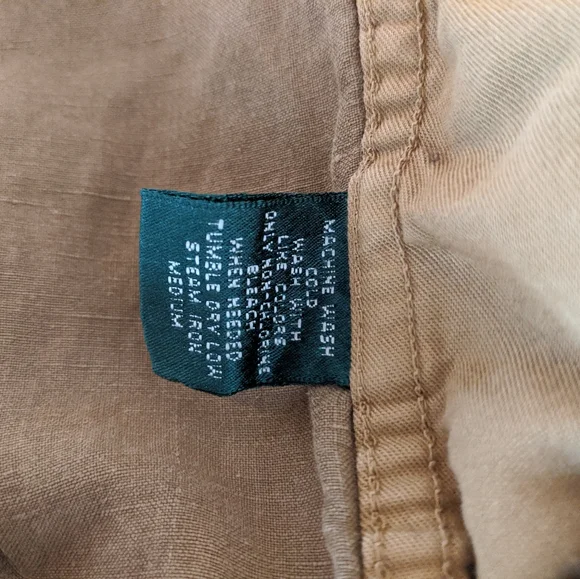 MACHINE WASH
COLD
WASH WITH
LIKE COLORS
ONLY NON-CHLORINE
BLEACH
WHEN NEEDED
TUMBLE DRY LOW
STEAM IRON
MEDIUM